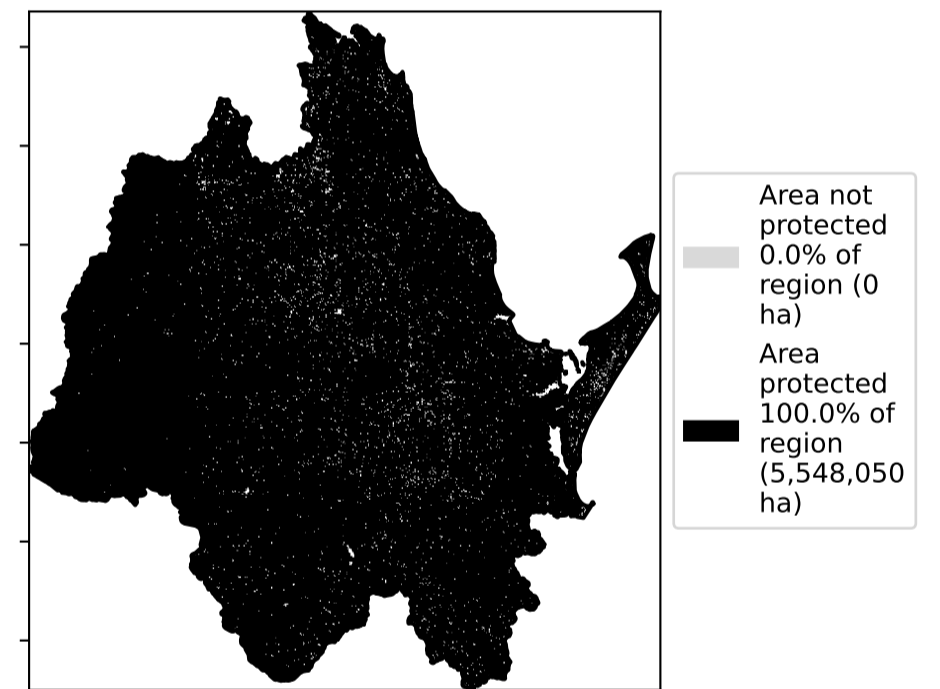 Area not
protected
0.0% of
region (0
ha)
Area
protected
100.0% of
region
(5,548,050
ha)